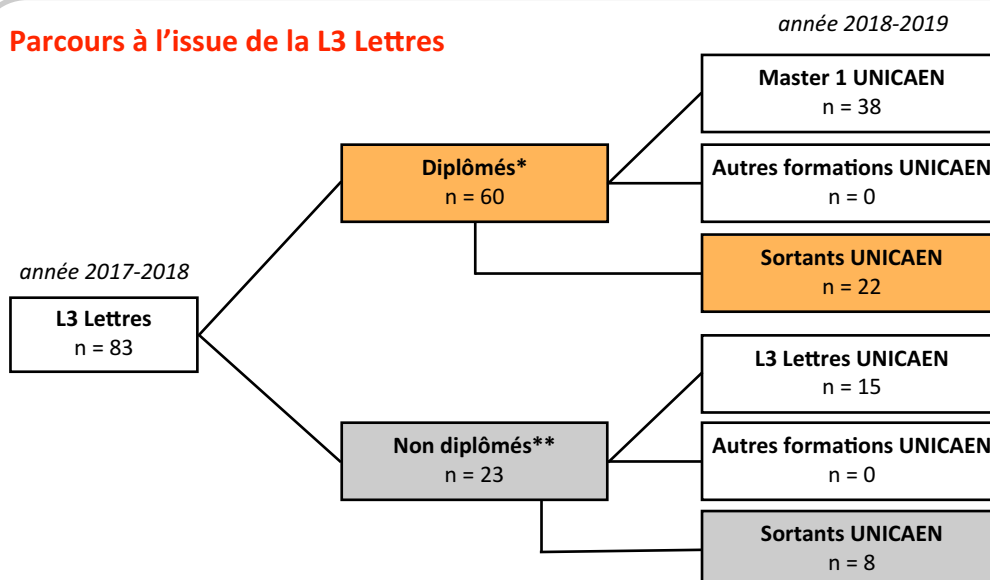 Parcours à l'issue de la L3 Lettres
année 2018-2019
Master 1 UNICAEN
n = 38
Diplômés*
n = 60
Autres formations UNICAEN
n = 0
Sortants UNICAEN
n = 22
année 2017-2018
L3 Lettres
n = 83
L3 Lettres UNICAEN
n = 15
Non diplômés**
n = 23
Autres formations UNICAEN
n = 0
Sortants UNICAEN
n = 8